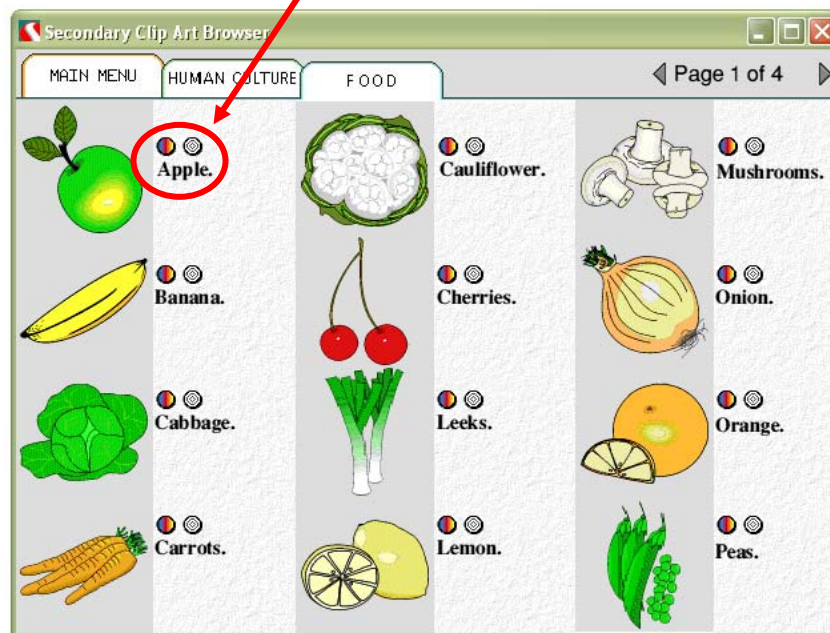 Secondary Clip Art Browser
MAIN MENU
HUMAN CULTURE
FOOD
Page 1 of 4
Apple.
Cauliflower.
Mushrooms.
Banana.
Cherries.
Onion.
Cabbage.
Leeks.
Orange.
Carrots.
Lemon.
Peas.